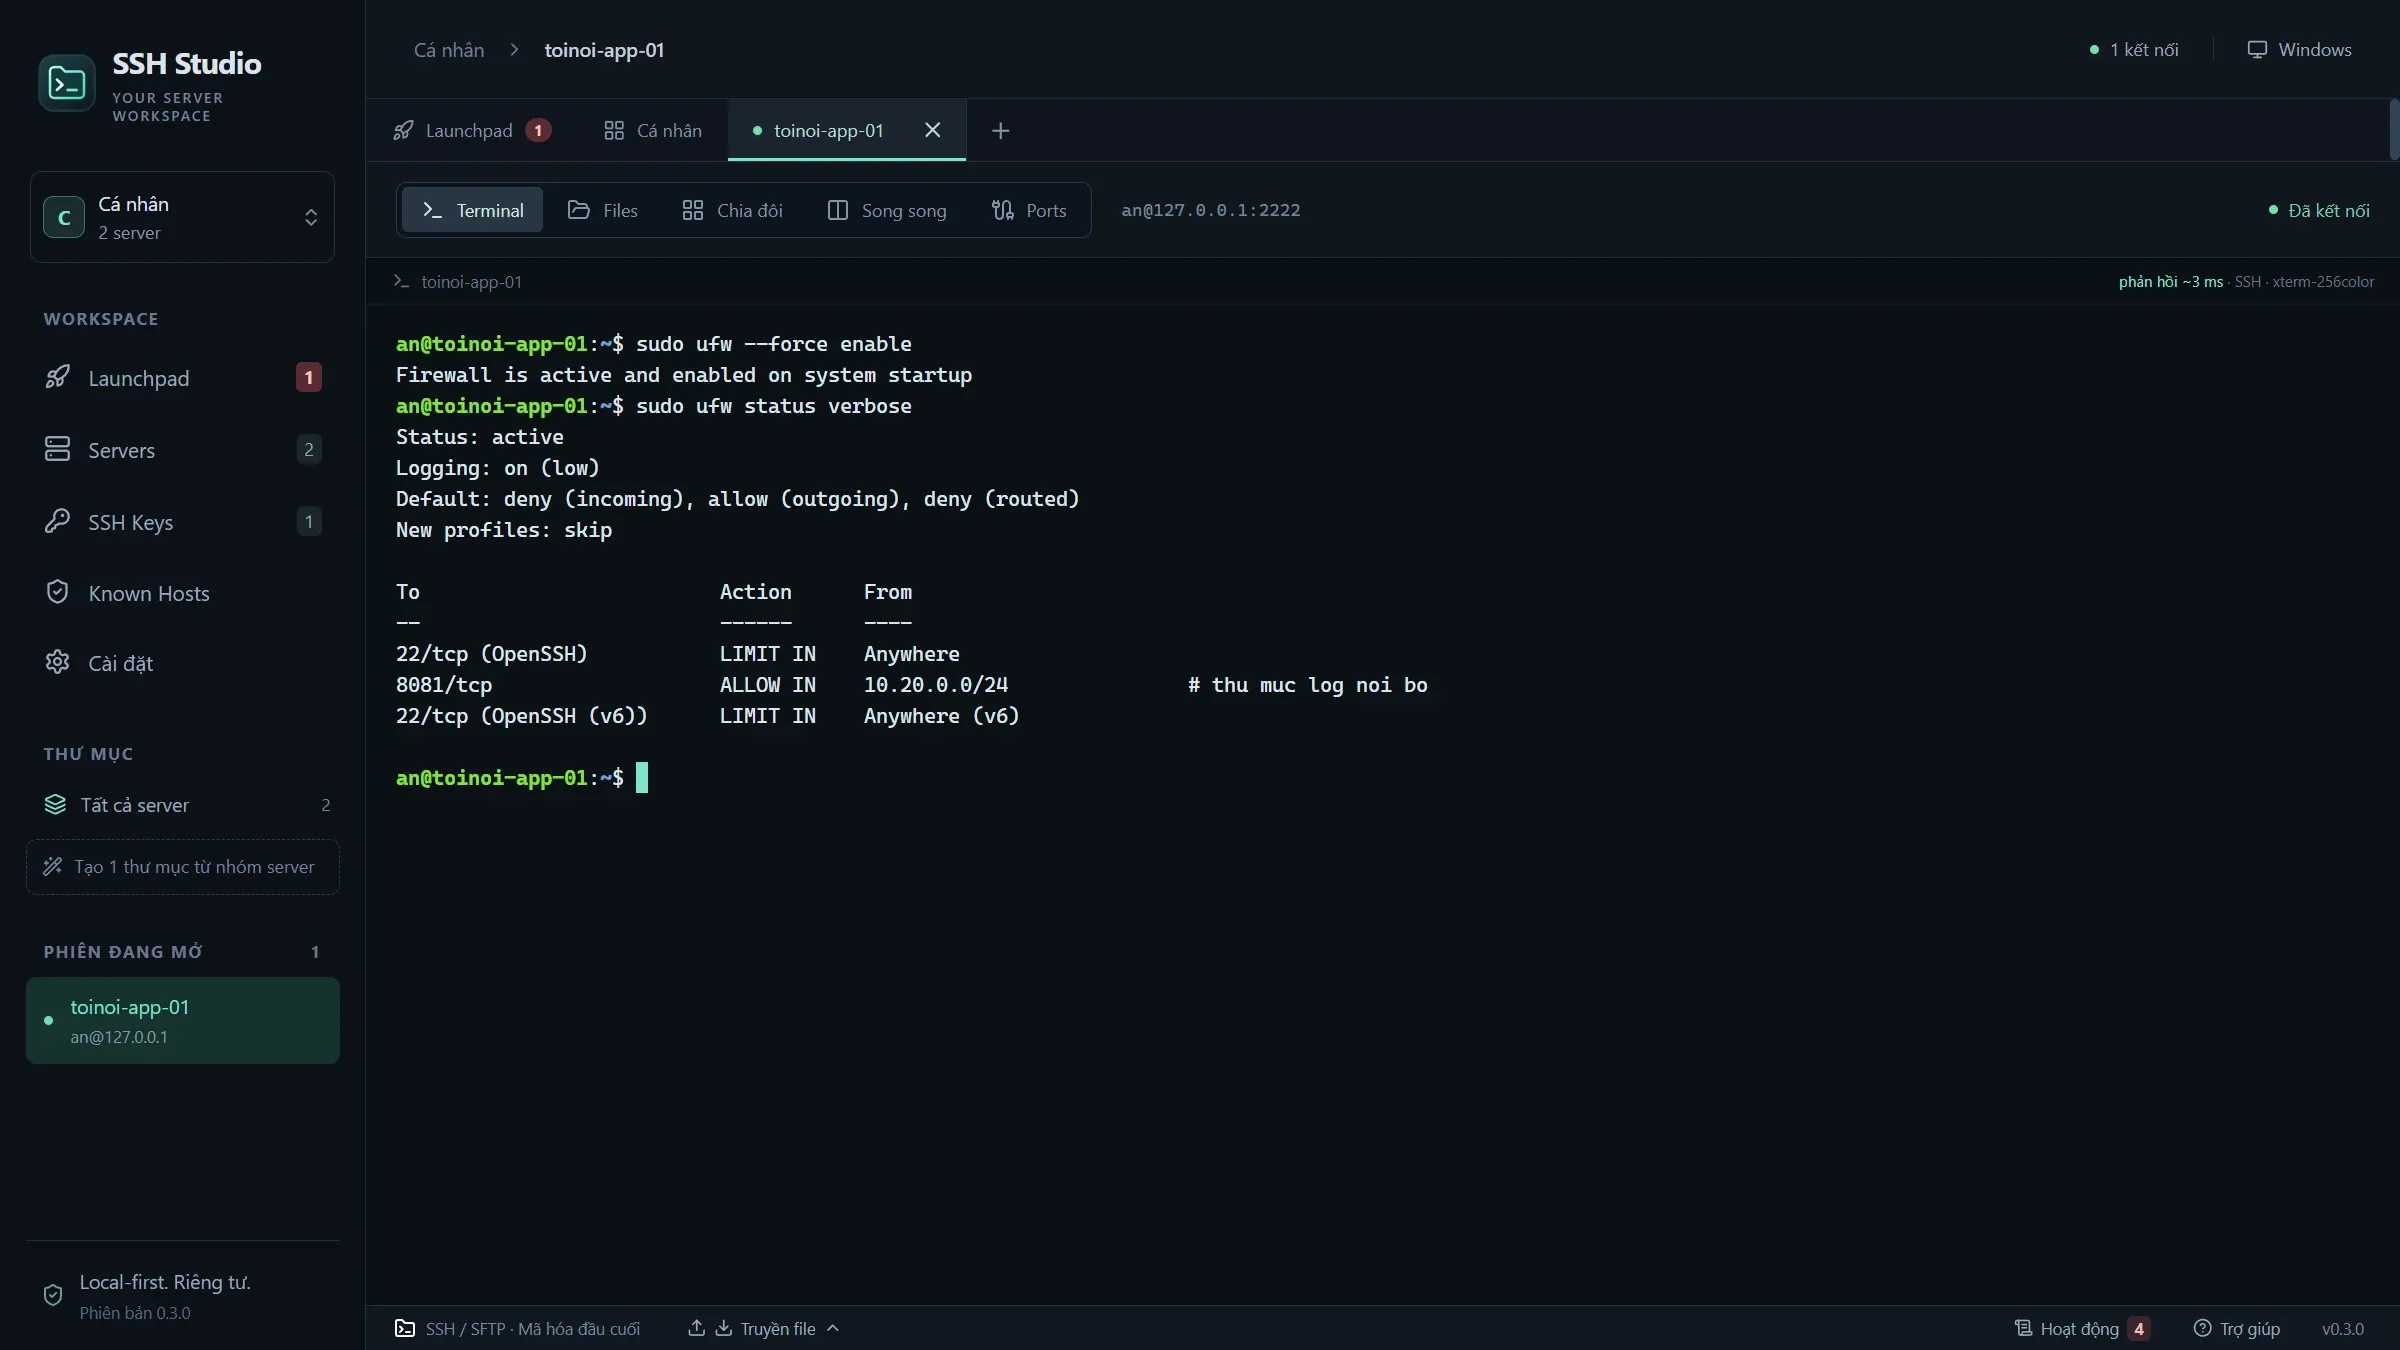 SSH Studio
YOUR SERVER
WORKSPACE
C
Cá nhân
2 server
WORKSPACE
Launchpad 1
Servers 2
SSH Keys 1
Known Hosts
Cài đặt
THƯ MỤC
Tất cả server 2
Tạo 1 thư mục từ nhóm server
PHIÊN ĐANG MỞ 1
toinoi-app-01
an@127.0.0.1
Local-first. Riêng tư.
Phiên bản 0.3.0
Cá nhân > toinoi-app-01
1 kết nối
Windows
Launchpad 1
Cá nhân
toinoi-app-01
Terminal
Files
Chia đôi
Song song
Ports
an@127.0.0.1:2222
Đã kết nối
toinoi-app-01
phản hồi ~3 ms · SSH · xterm-256color
an@toinoi-app-01:~$ sudo ufw --force enable
Firewall is active and enabled on system startup
an@toinoi-app-01:~$ sudo ufw status verbose
Status: active
Logging: on (low)
Default: deny (incoming), allow (outgoing), deny (routed)
New profiles: skip
To Action From
-- ------ ----
22/tcp (OpenSSH) LIMIT IN Anywhere
8081/tcp ALLOW IN 10.20.0.0/24 # thu muc log noi bo
22/tcp (OpenSSH (v6)) LIMIT IN Anywhere (v6)
an@toinoi-app-01:~$
SSH / SFTP · Mã hóa đầu cuối
Truyền file
Hoạt động 4
Trợ giúp
v0.3.0